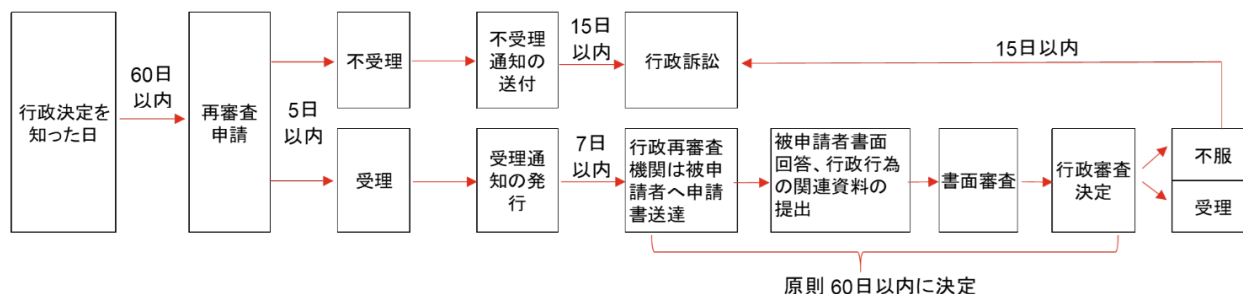 行政決定を
知った日
60日
以内
再審査
申請
5日
以内
不受理
不受理
通知の
送付
15日
以内
行政訴訟
15日以内
受理
受理通
知の発
行
7日
以内
行政再審査
機関は被申
請者へ申請
書送達
被申請者書面
回答、行政行為
の関連資料の
提出
書面審査
行政審査
決定
不服
受理
原則 60日以内に決定